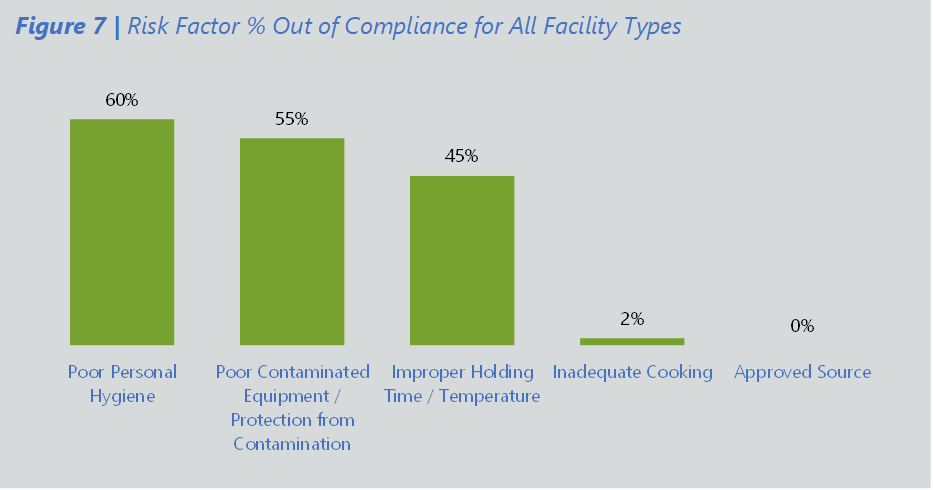 Figure 7 | Risk Factor % Out of Compliance for All Facility Types
60%
55%
45%
2%
0%
Poor Personal
Hygiene
Poor Contaminated
Equipment /
Protection from
Contamination
Improper Holding
Time / Temperature
Inadequate Cooking
Approved Source